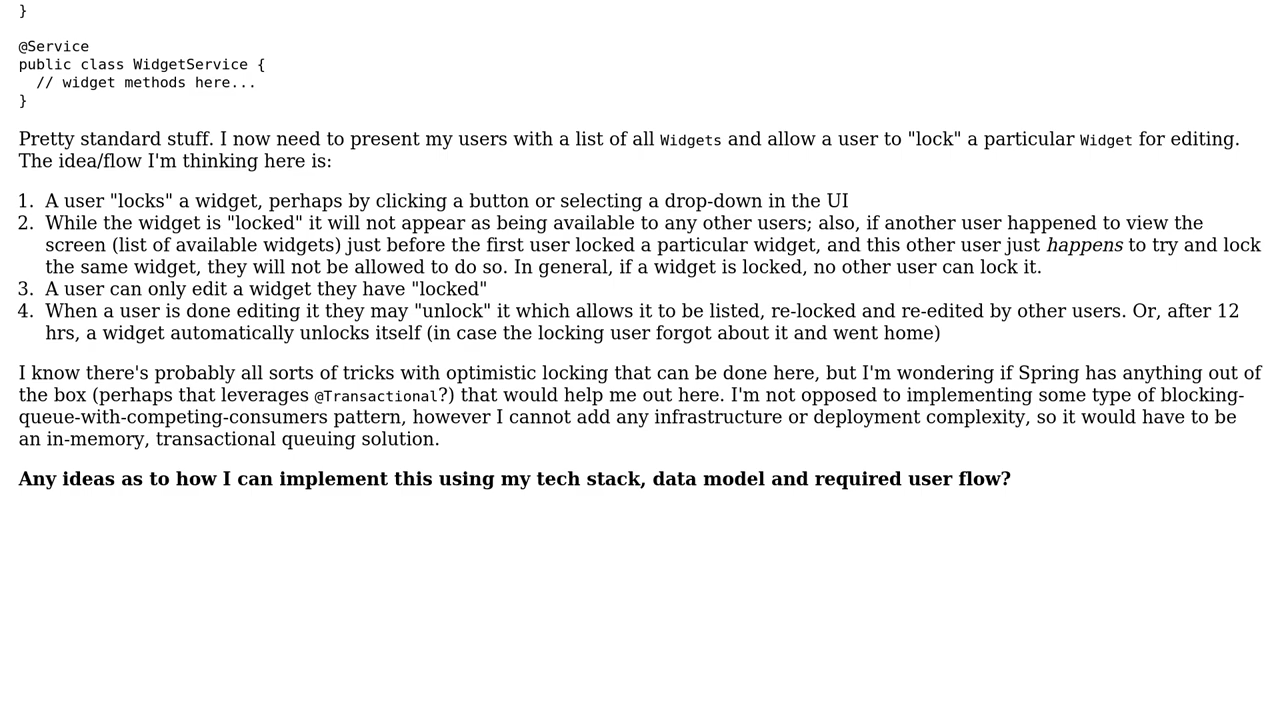 }
@Service
public class WidgetService {
// widget methods here...
}
Pretty standard stuff. I now need to present my users with a list of all Widgets and allow a user to "lock" a particular Widget for editing.
The idea/flow I'm thinking here is:
1. A user "locks" a widget, perhaps by clicking a button or selecting a drop-down in the UI
2. While the widget is "locked" it will not appear as being available to any other users; also, if another user happened to view the
screen (list of available widgets) just before the first user locked a particular widget, and this other user just happens to try and lock
the same widget, they will not be allowed to do so. In general, if a widget is locked, no other user can lock it.
3. A user can only edit a widget they have "locked"
4. When a user is done editing it they may "unlock" it which allows it to be listed, re-locked and re-edited by other users. Or, after 12
hrs, a widget automatically unlocks itself (in case the locking user forgot about it and went home)
I know there's probably all sorts of tricks with optimistic locking that can be done here, but I'm wondering if Spring has anything out of
the box (perhaps that leverages @Transactional?) that would help me out here. I'm not opposed to implementing some type of blocking-
queue-with-competing-consumers pattern, however I cannot add any infrastructure or deployment complexity, so it would have to be
an in-memory, transactional queuing solution.
Any ideas as to how I can implement this using my tech stack, data model and required user flow?